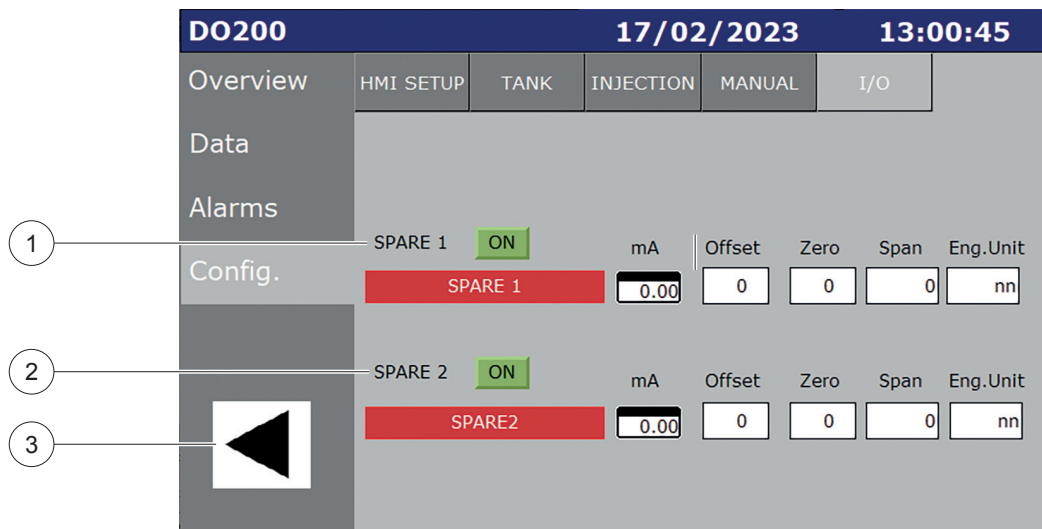 DO200 17/02/2023 13:00:45
Overview HMI SETUP TANK INJECTION MANUAL I/O
Data
Alarms
1 SPARE 1 ON mA Offset Zero Span Eng.Unit
Config. SPARE 1 0.00 0 0 0 nn
2 SPARE 2 ON mA Offset Zero Span Eng.Unit
SPARE2 0.00 0 0 0 nn
3